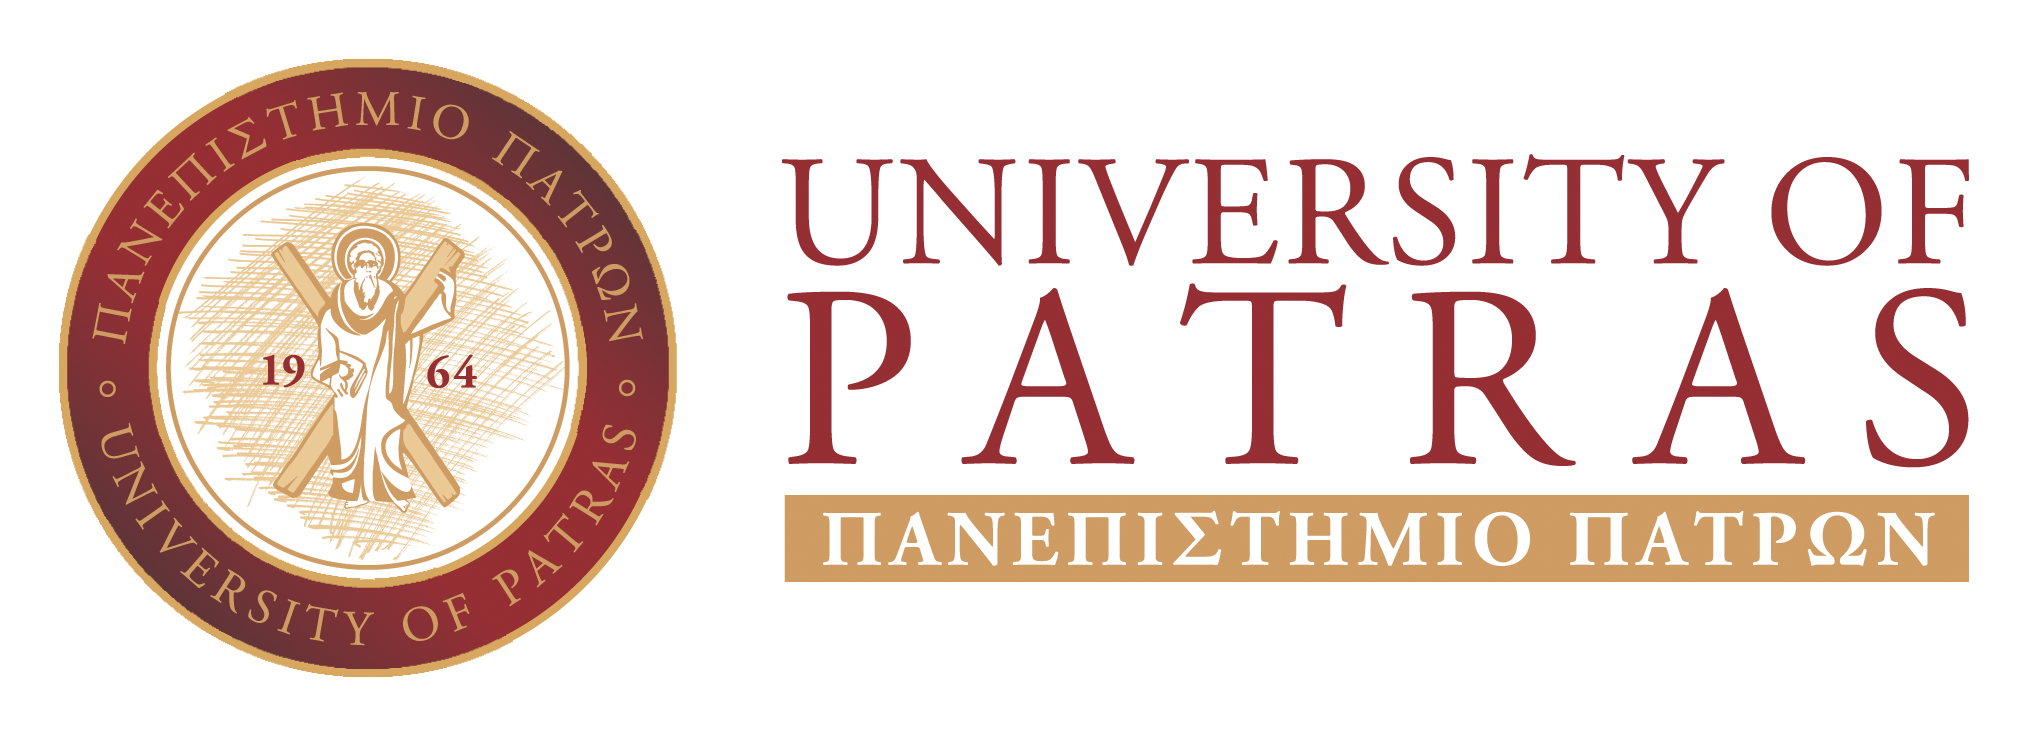 ΠΑΝΕΠΙΣΤΗΜΙΟ ΠΑΤΡΩΝ
19 64
UNIVERSITY OF PATRAS
UNIVERSITY OF
PATRAS
ΠΑΝΕΠΙΣΤΗΜΙΟ ΠΑΤΡΩΝ